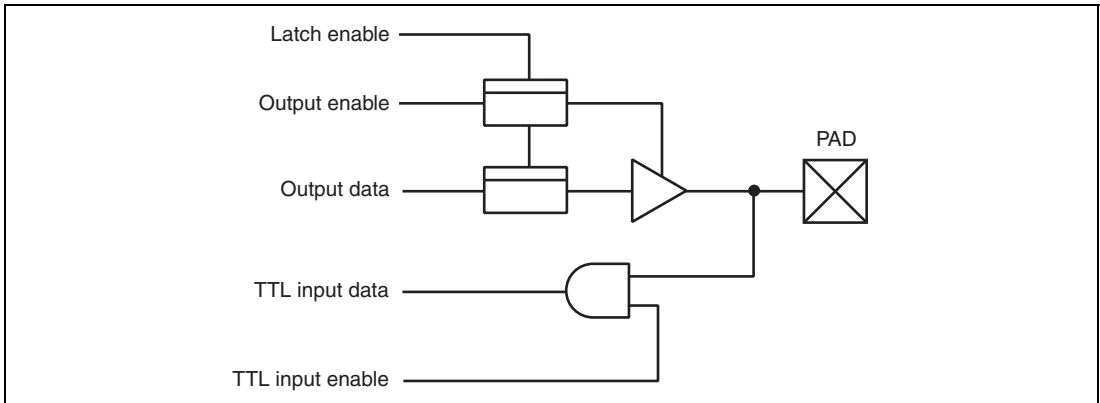 Latch enable
Output enable
PAD
Output data
TTL input data
TTL input enable